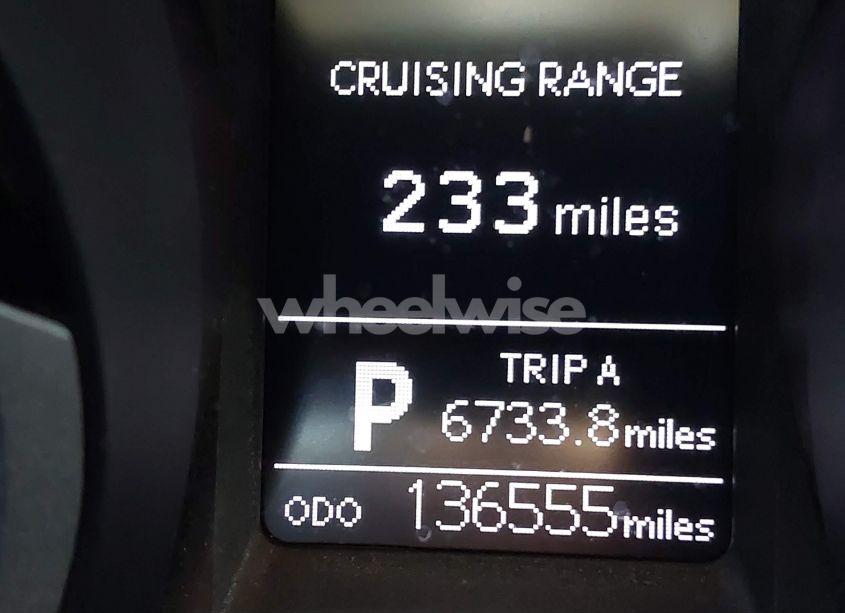 CRUISING RANGE
233 miles
wheelwise
P
TRIP A
6733.8 miles
ODO 136555 miles